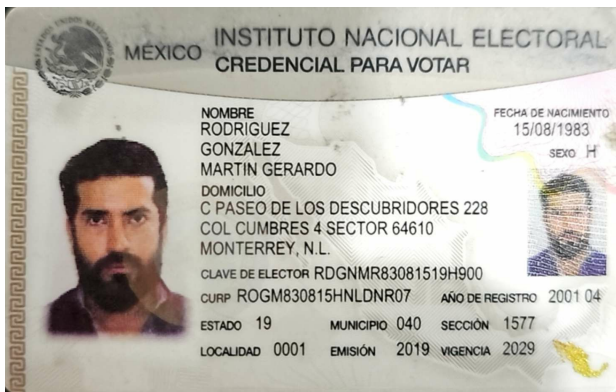 MÉXICO
INSTITUTO NACIONAL ELECTORAL
CREDENCIAL PARA VOTAR
NOMBRE
RODRIGUEZ
GONZALEZ
MARTIN GERARDO
FECHA DE NACIMIENTO
15/08/1983
SEXO H
DOMICILIO
C PASEO DE LOS DESCUBRIDORES 228
COL CUMBRES 4 SECTOR 64610
MONTERREY, N.L.
CLAVE DE ELECTOR RDGNMR83081519H900
CURP ROGM830815HNLDNR07 AÑO DE REGISTRO 2001 04
ESTADO 19 MUNICIPIO 040 SECCIÓN 1577
LOCALIDAD 0001 EMISIÓN 2019 VIGENCIA 2029